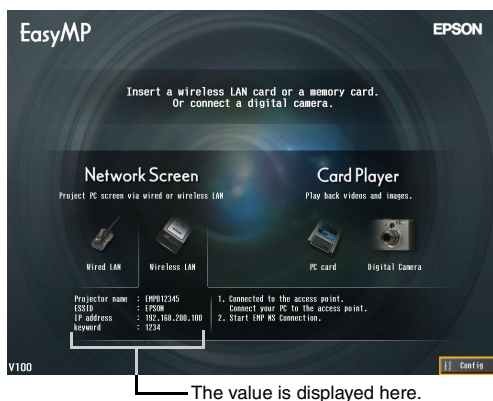 EasyMP
EPSON
Insert a wireless LAN card or a memory card.
Or connect a digital camera.
Network Screen
Project PC screen via wired or wireless LAN
Card Player
Play back videos and images.
Wired LAN
Wireless LAN
PC card
Digital Camera
Projector name : EMP012345
ESSID : EPSON
IP address : 192.168.200.100
keyword : 1234
1. Connected to the access point.
Connect your PC to the access point.
2. Start EMP NS Connection.
V100
Config
The value is displayed here.